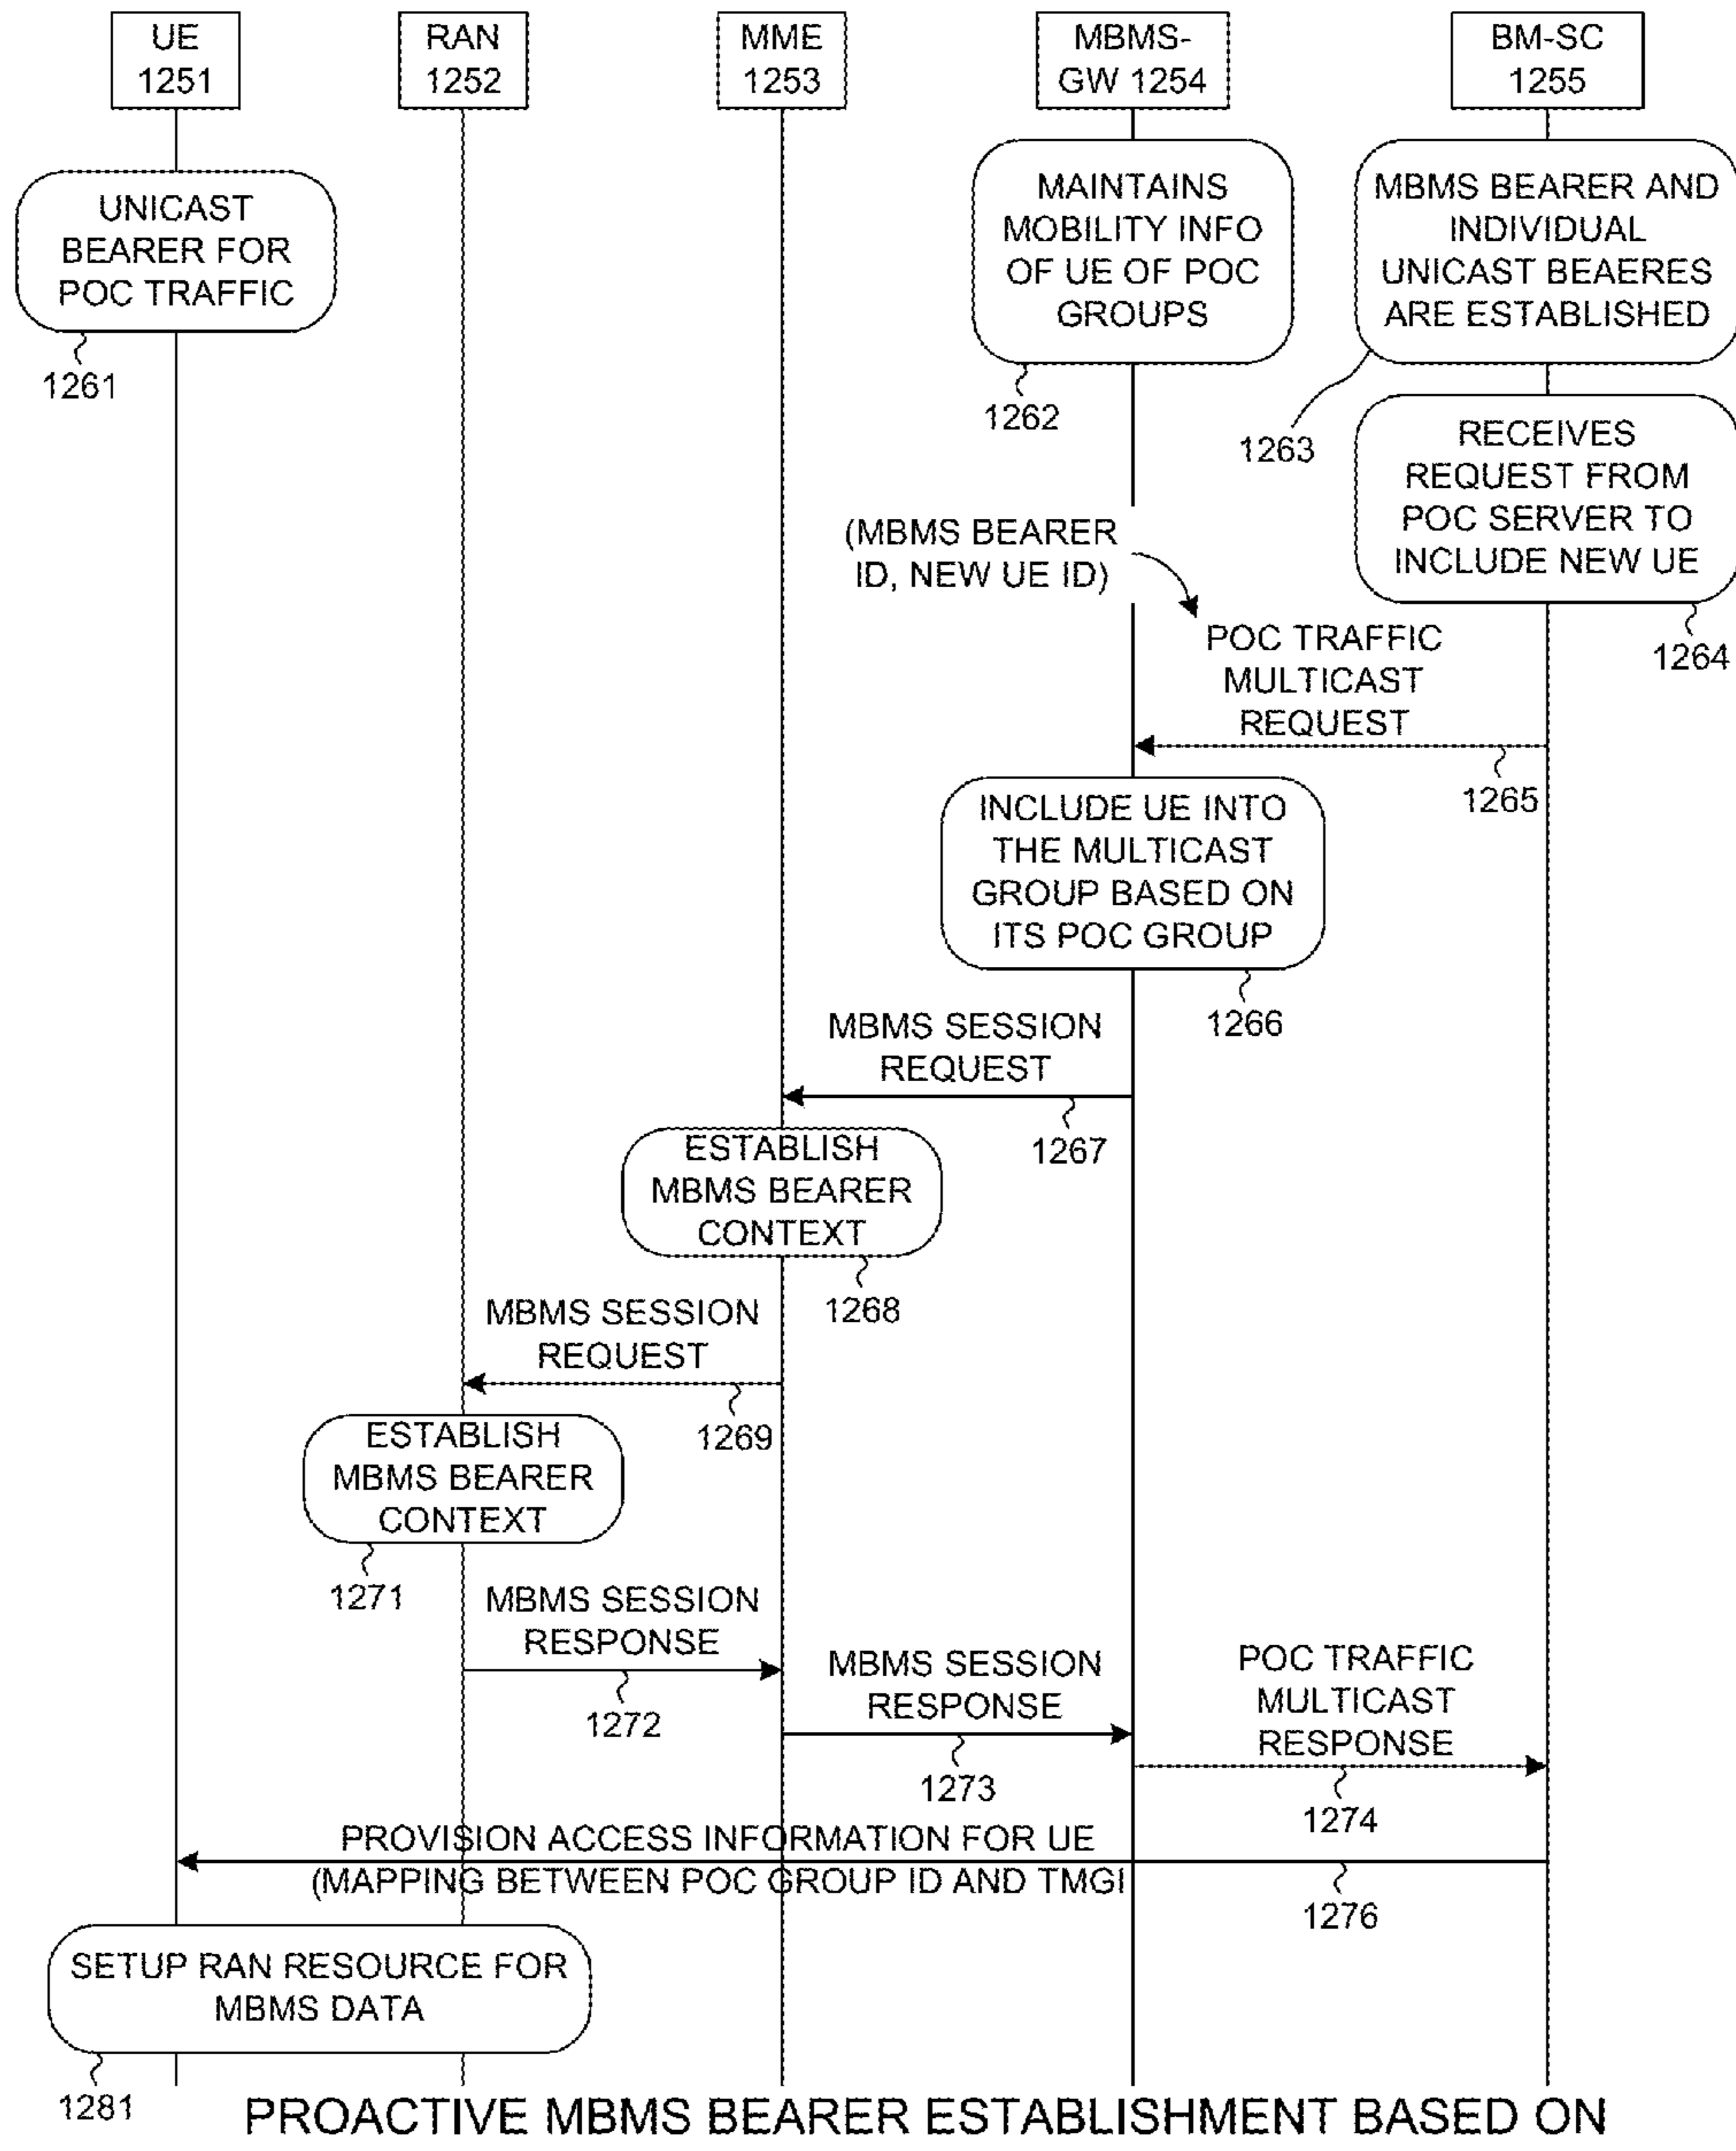 UE
1251
RAN
1252
MME
1253
MBMS-
GW 1254
BM-SC
1255
UNICAST
BEARER FOR
POC TRAFFIC
1261
MAINTAINS
MOBILITY INFO
OF UE OF POC
GROUPS
1262
MBMS BEARER AND
INDIVIDUAL
UNICAST BEAERES
ARE ESTABLISHED
1263
RECEIVES
REQUEST FROM
POC SERVER TO
INCLUDE NEW UE
1264
(MBMS BEARER
ID, NEW UE ID)
POC TRAFFIC
MULTICAST
REQUEST
1265
INCLUDE UE INTO
THE MULTICAST
GROUP BASED ON
ITS POC GROUP
1266
MBMS SESSION
REQUEST
1267
ESTABLISH
MBMS BEARER
CONTEXT
1268
MBMS SESSION
REQUEST
1269
ESTABLISH
MBMS BEARER
CONTEXT
1271
MBMS SESSION
RESPONSE
1272
MBMS SESSION
RESPONSE
1273
POC TRAFFIC
MULTICAST
RESPONSE
1274
PROVISION ACCESS INFORMATION FOR UE
(MAPPING BETWEEN POC GROUP ID AND TMGI
1276
SETUP RAN RESOURCE FOR
MBMS DATA
1281
PROACTIVE MBMS BEARER ESTABLISHMENT BASED ON